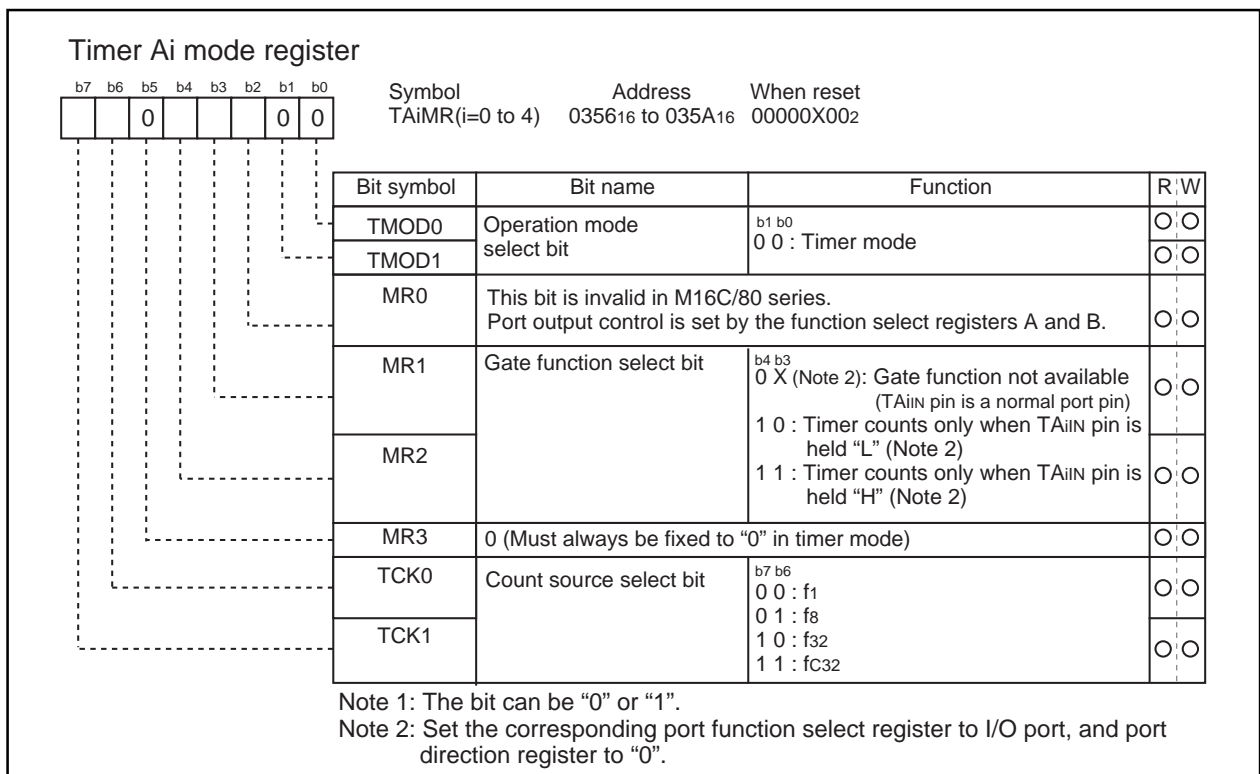 Timer Ai mode register
b7 b6 b5 b4 b3 b2 b1 b0
0 0 0
Symbol Address When reset
TAiMR(i=0 to 4) 035616 to 035A16 00000X002
Bit symbol Bit name Function R W
TMOD0 Operation mode select bit b1 b0
0 0 : Timer mode
TMOD1
MR0 This bit is invalid in M16C/80 series.
Port output control is set by the function select registers A and B.
MR1 Gate function select bit b4 b3
0 X (Note 2): Gate function not available
(TAiIN pin is a normal port pin)
1 0 : Timer counts only when TAiIN pin is
held “L” (Note 2)
MR2
1 1 : Timer counts only when TAiIN pin is
held “H” (Note 2)
MR3 0 (Must always be fixed to “0” in timer mode)
TCK0 Count source select bit b7 b6
0 0 : f1
0 1 : f8
TCK1
1 0 : f32
1 1 : fC32
Note 1: The bit can be “0” or “1”.
Note 2: Set the corresponding port function select register to I/O port, and port
direction register to “0”.